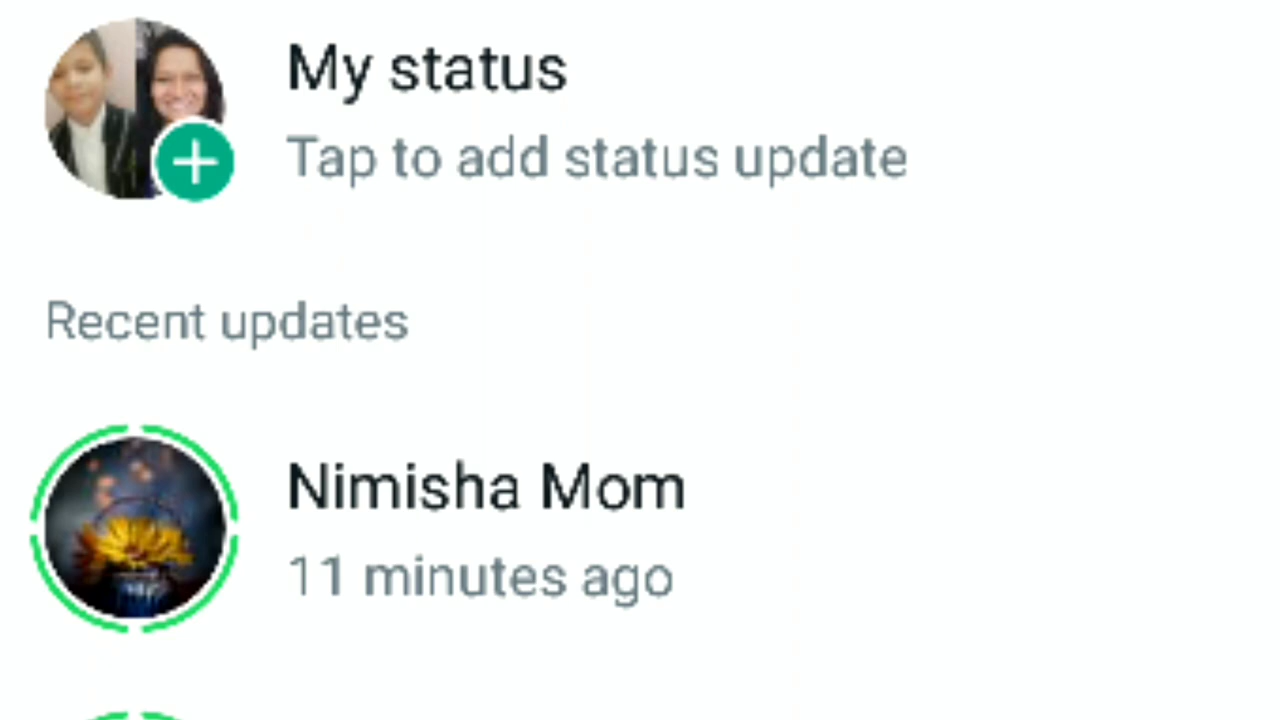 My status
Tap to add status update
Recent updates
Nimisha Mom
11 minutes ago